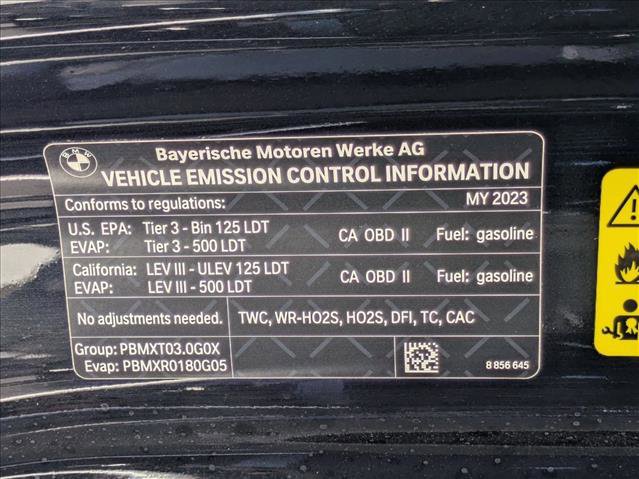 BMW
Bayerische Motoren Werke AG
VEHICLE EMISSION CONTROL INFORMATION
Conforms to regulations: MY 2023
U.S. EPA: Tier 3 - Bin 125 LDT
EVAP: Tier 3 - 500 LDT
CA OBD II Fuel: gasoline
California: LEV III - ULEV 125 LDT
EVAP: LEV III - 500 LDT
CA OBD II Fuel: gasoline
No adjustments needed. TWC, WR-HO2S, HO2S, DFI, TC, CAC
Group: PBMXT03.0G0X
Evap: PBMXR0180G05
8 856 645